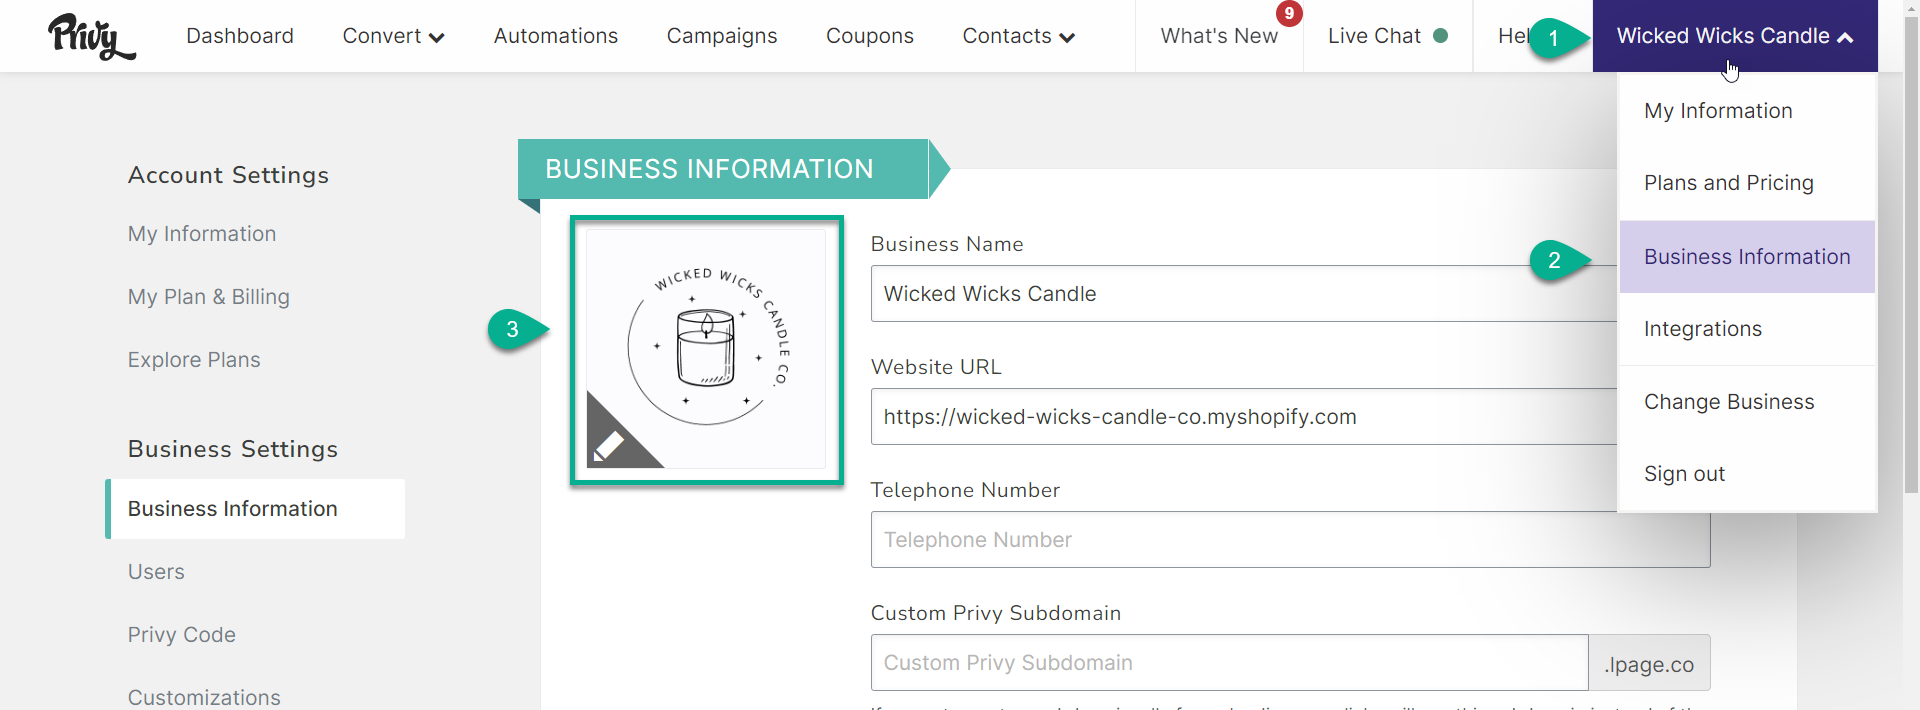 Privy
Dashboard
Convert
Automations
Campaigns
Coupons
Contacts
What's New
9
Live Chat
Hel
1
Wicked Wicks Candle
My Information
Plans and Pricing
2
Business Information
Integrations
Change Business
Sign out
Account Settings
My Information
My Plan & Billing
Explore Plans
Business Settings
Business Information
Users
Privy Code
Customizations
BUSINESS INFORMATION
3
WICKED WICKS CANDLE CO.
Business Name
Wicked Wicks Candle
Website URL
https://wicked-wicks-candle-co.myshopify.com
Telephone Number
Telephone Number
Custom Privy Subdomain
Custom Privy Subdomain
.lpage.co